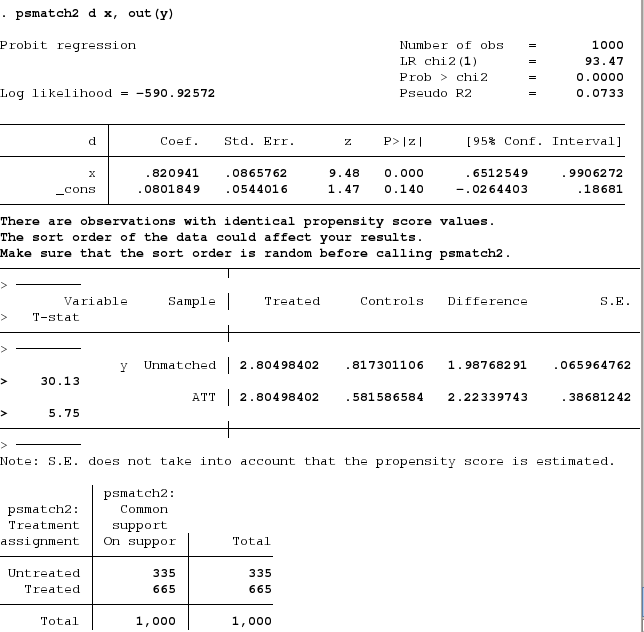 . psmatch2 d x, out(y)
Probit regression Number of obs = 1000
LR chi2(1) = 93.47
Prob > chi2 = 0.0000
Log likelihood = -590.92572 Pseudo R2 = 0.0733
d Coef. Std. Err. z P>|z| [95% Conf. Interval]
x .820941 .0865762 9.48 0.000 .6512549 .9906272
_cons .0801849 .0544016 1.47 0.140 -.0264403 .18681
There are observations with identical propensity score values.
The sort order of the data could affect your results.
Make sure that the sort order is random before calling psmatch2.
>
Variable Sample Treated Controls Difference S.E.
> T-stat
>
y Unmatched 2.80498402 .817301106 1.98768291 .065964762
> 30.13
ATT 2.80498402 .581586584 2.22339743 .38681242
> 5.75
>
Note: S.E. does not take into account that the propensity score is estimated.
psmatch2:
psmatch2: Common
Treatment support
assignment On suppor Total
Untreated 335 335
Treated 665 665
Total 1,000 1,000